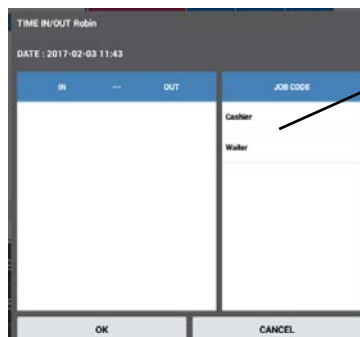 TIME IN/OUT Robin
DATE : 2017-02-03 11:43
IN --- OUT
JOB CODE
Cashier
Waiter
OK
CANCEL